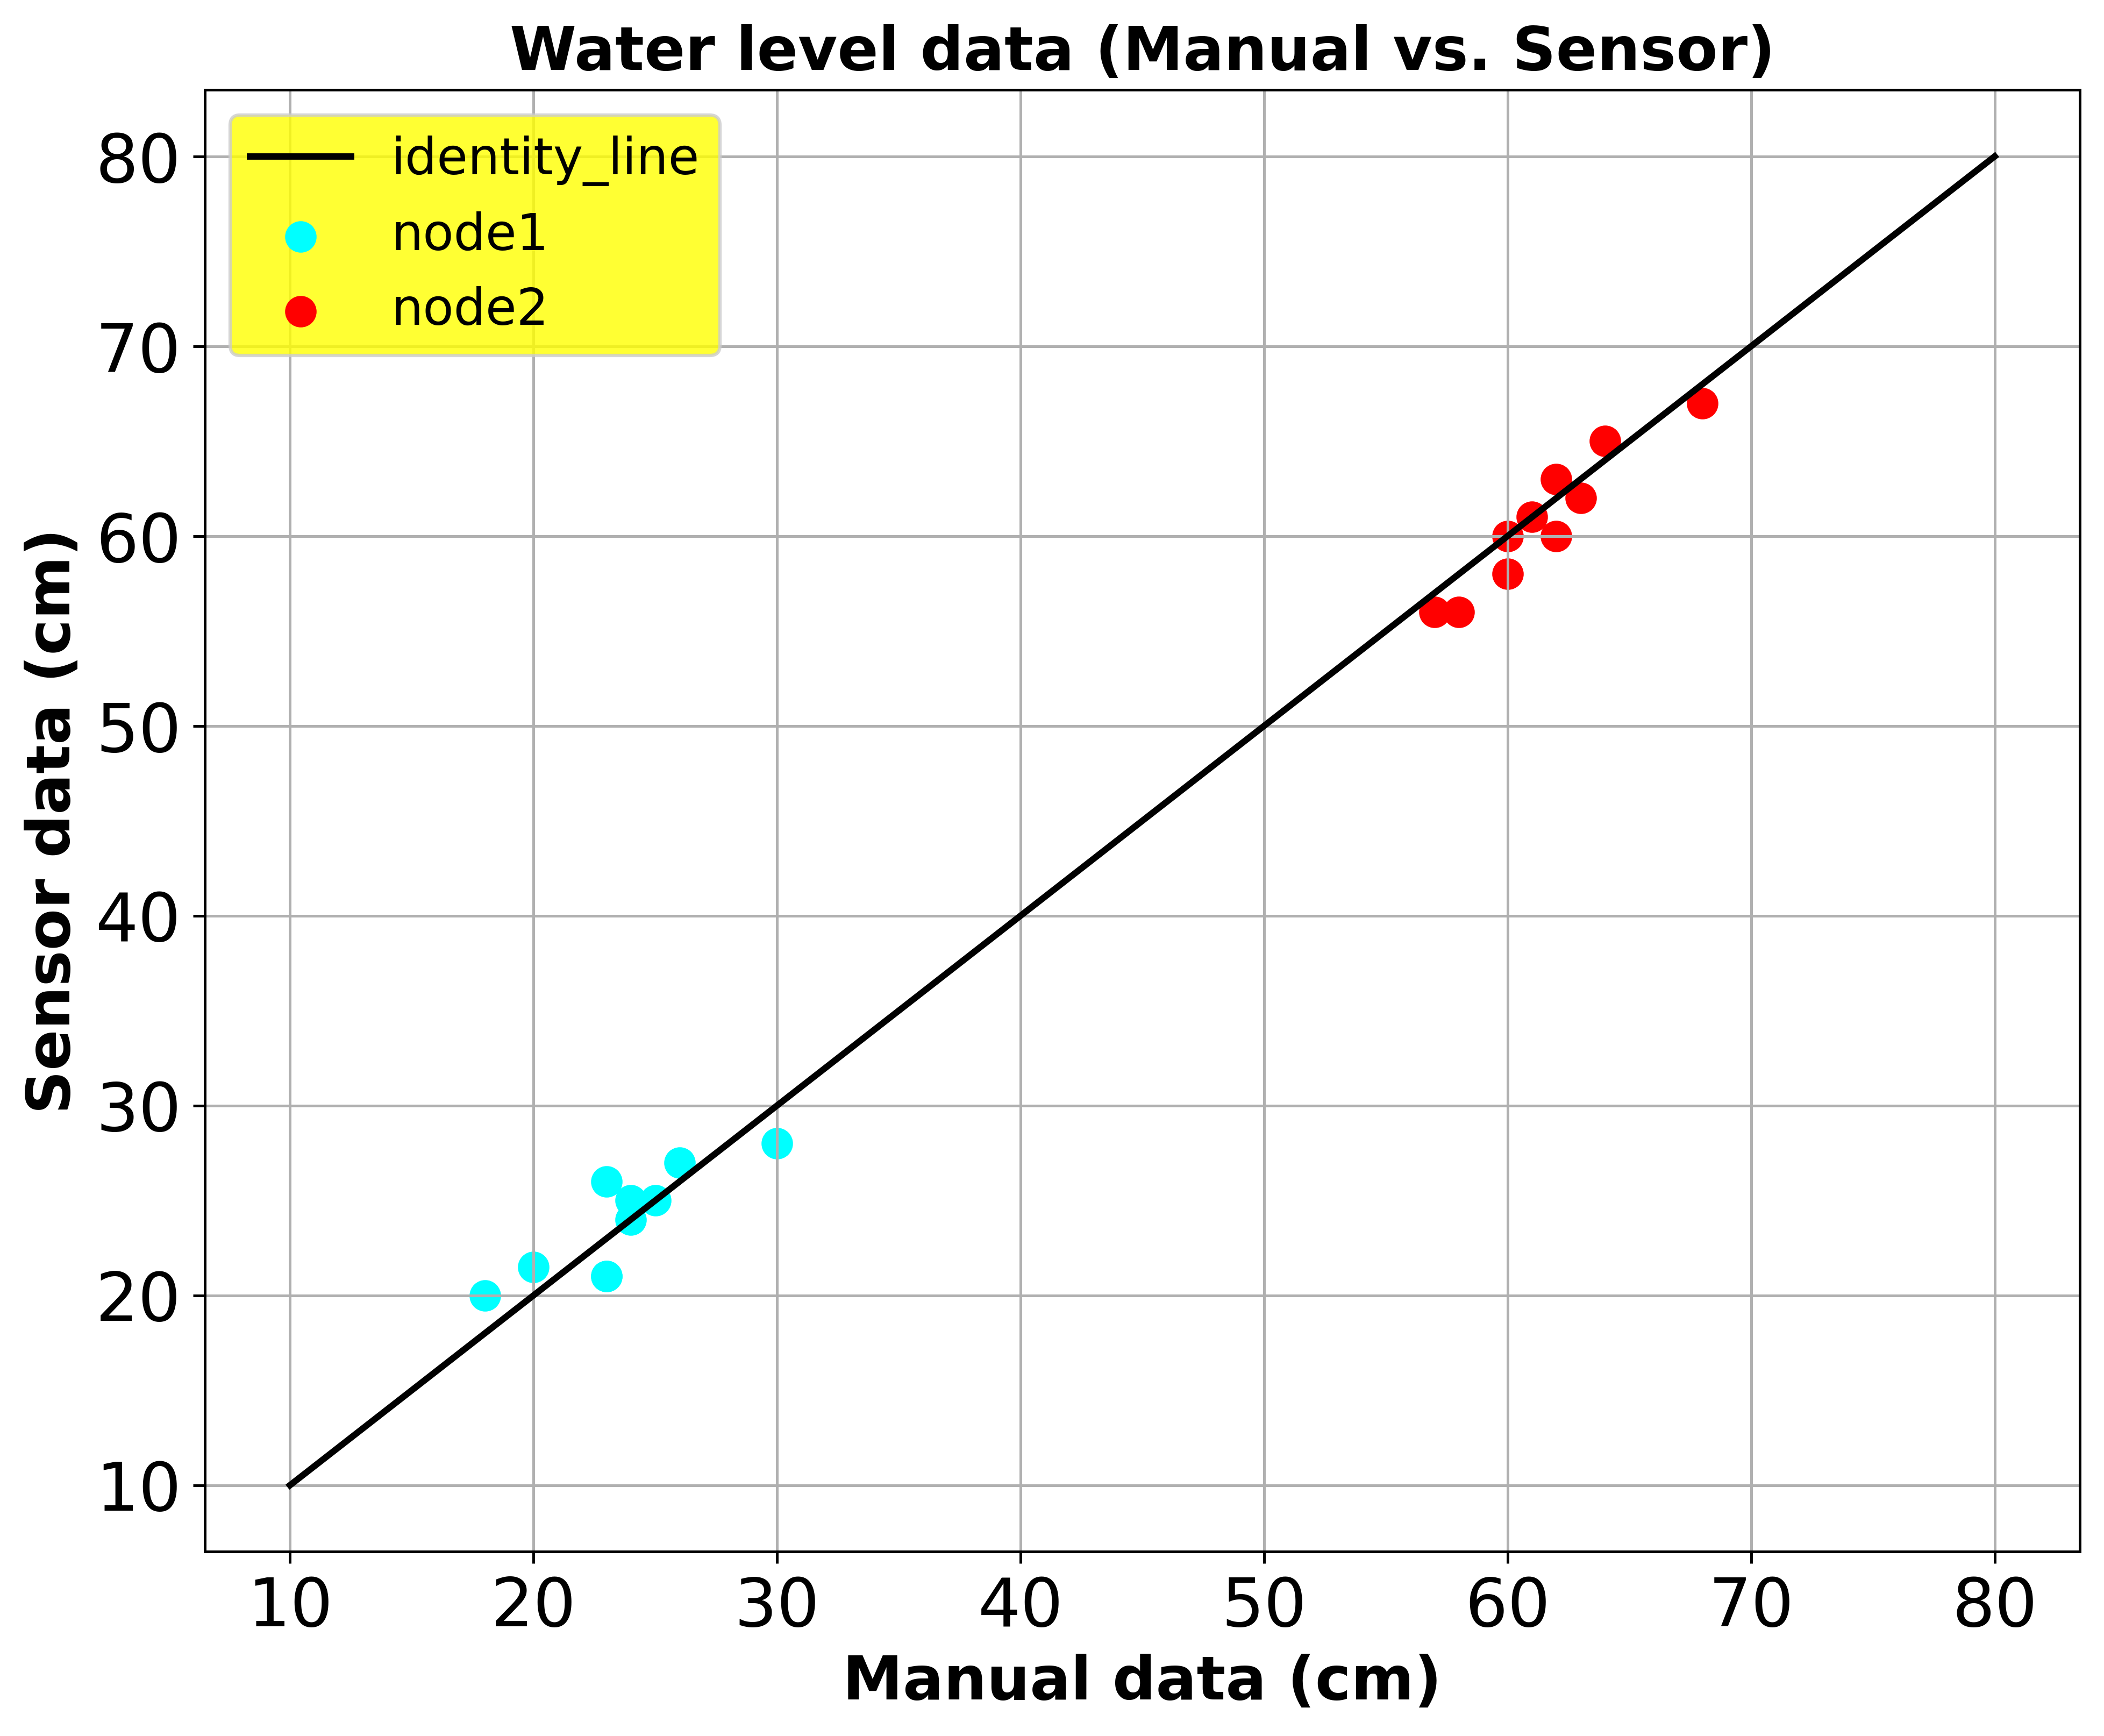 Water level data (Manual vs. Sensor)
identity_line
node1
node2
80
70
60
50
40
30
20
10
Sensor data (cm)
10 20 30 40 50 60 70 80
Manual data (cm)